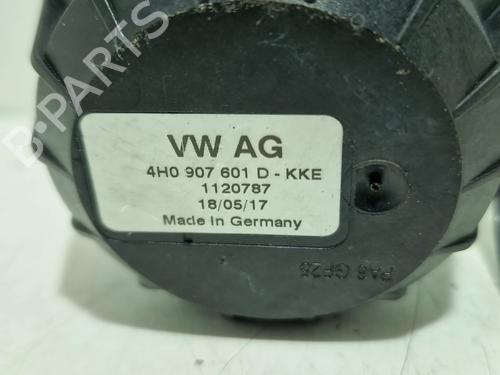 B-PARTS
VW AG
4H0 907 601 D - KKE
1120787
18/05/17
Made in Germany
PA6 GF25